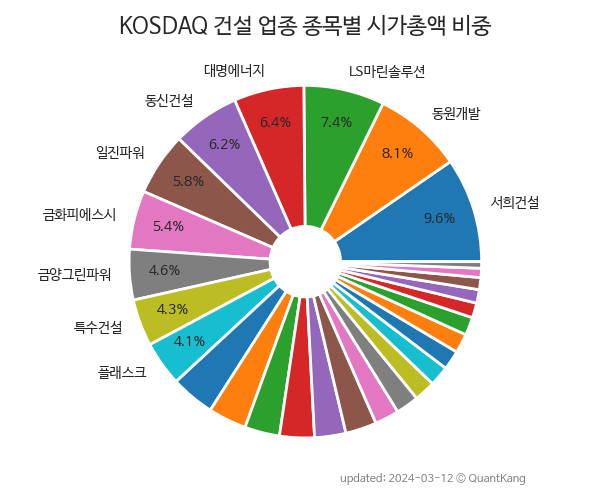 KOSDAQ 건설 업종 종목별 시가총액 비중
대명에너지
LS마린솔루션
동신건설
동원개발
6.4%
7.4%
6.2%
8.1%
일진파워
5.8%
서희건설
9.6%
금화피에스시
5.4%
금양그린파워
4.6%
4.3%
특수건설
4.1%
플래스크
updated: 2024-03-12 © QuantKang